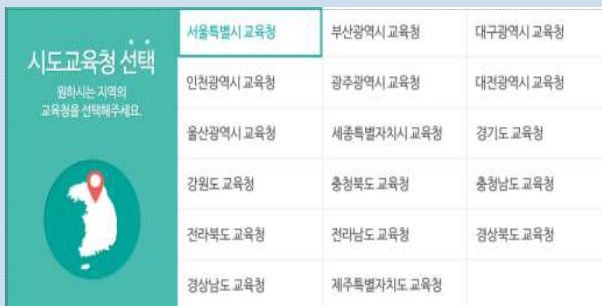 시도교육청 선택
원하시는 지역의
교육청을 선택해주세요.
서울특별시 교육청
부산광역시 교육청
대구광역시 교육청
인천광역시 교육청
광주광역시 교육청
대전광역시 교육청
울산광역시 교육청
세종특별자치시 교육청
경기도 교육청
강원도 교육청
충청북도 교육청
충청남도 교육청
전라북도 교육청
전라남도 교육청
경상북도 교육청
경상남도 교육청
제주특별자치도 교육청